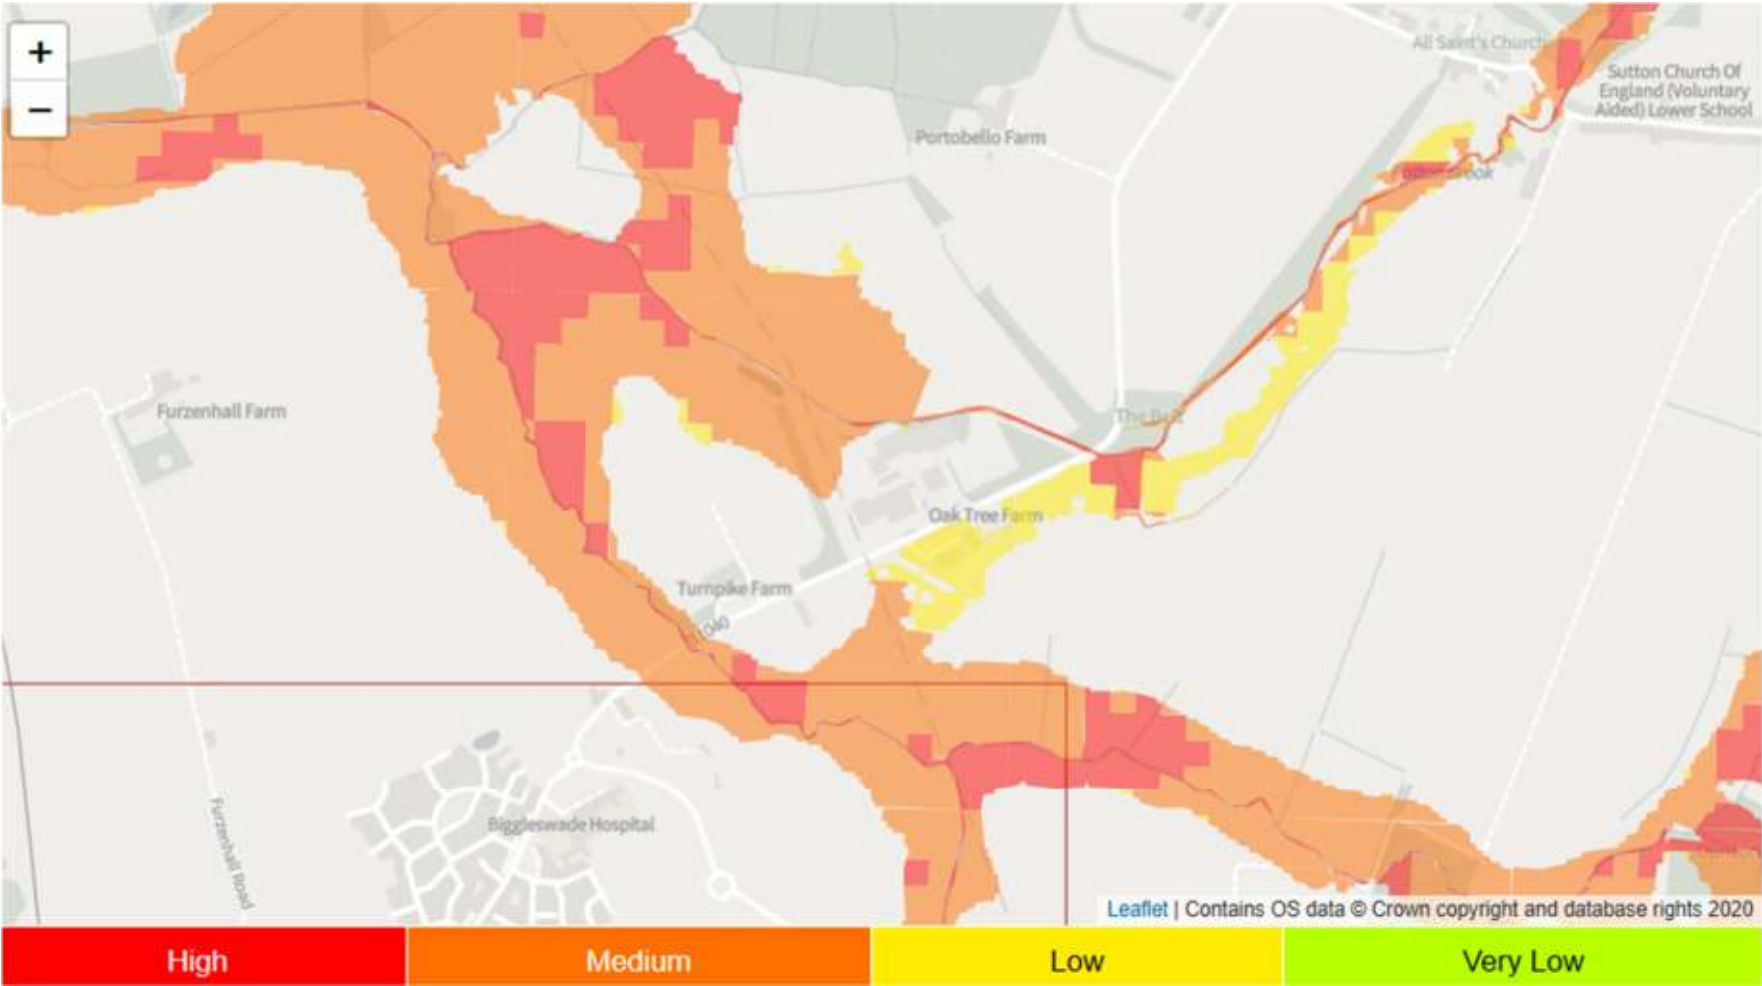 +
All Saint's Church
Sutton Church Of
England (Voluntary
Aided) Lower School
−
Portobello Farm
Furzenhall Farm
The Belt
Oak Tree Farm
Turnpike Farm
Biggleswade Hospital
Furzenhall Road
Leaflet | Contains OS data © Crown copyright and database rights 2020
High
Medium
Low
Very Low